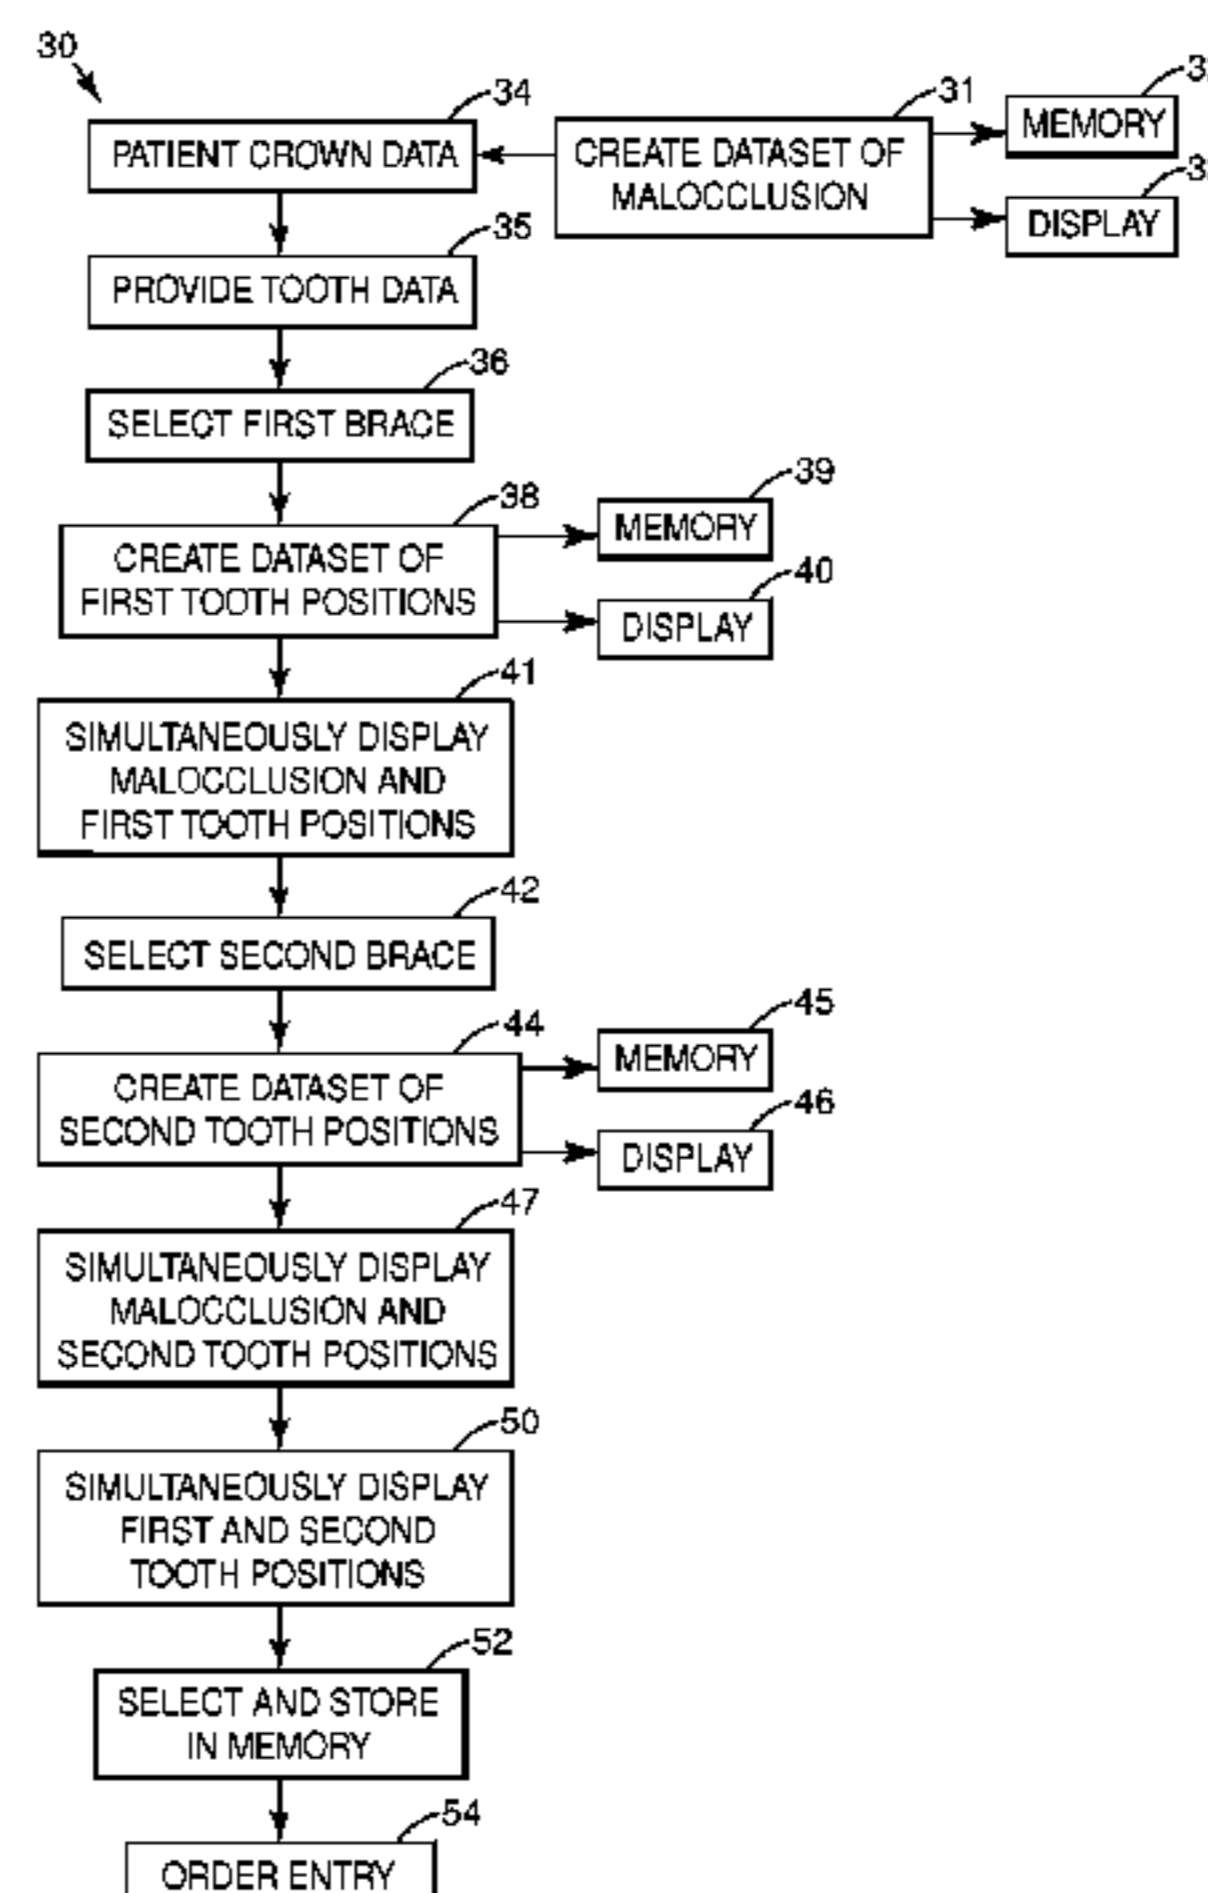 30
34
PATIENT CROWN DATA
31
CREATE DATASET OF
MALOCCLUSION
MEMORY
DISPLAY
35
PROVIDE TOOTH DATA
36
SELECT FIRST BRACE
38
CREATE DATASET OF
FIRST TOOTH POSITIONS
39
MEMORY
40
DISPLAY
41
SIMULTANEOUSLY DISPLAY
MALOCCLUSION AND
FIRST TOOTH POSITIONS
42
SELECT SECOND BRACE
44
CREATE DATASET OF
SECOND TOOTH POSITIONS
45
MEMORY
46
DISPLAY
47
SIMULTANEOUSLY DISPLAY
MALOCCLUSION AND
SECOND TOOTH POSITIONS
50
SIMULTANEOUSLY DISPLAY
FIRST AND SECOND
TOOTH POSITIONS
52
SELECT AND STORE
IN MEMORY
54
ORDER ENTRY